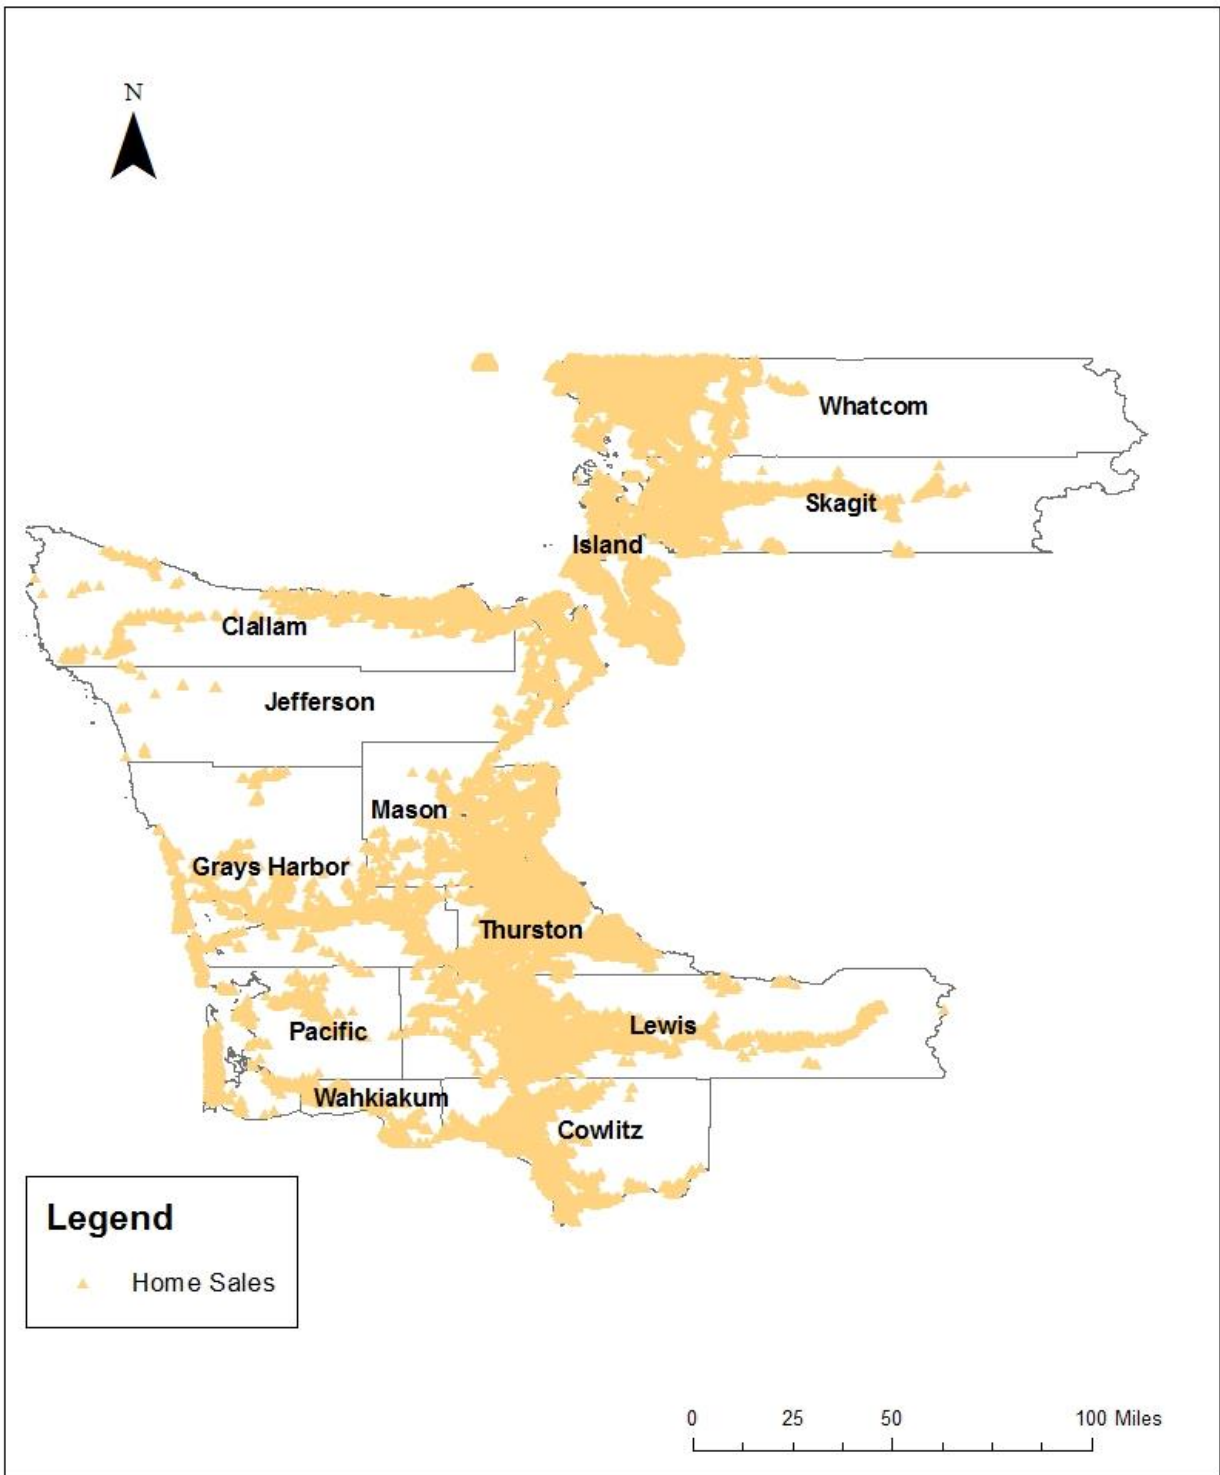 N
Whatcom
Skagit
Island
Clallam
Jefferson
Mason
Grays Harbor
Thurston
Lewis
Pacific
Wahkiakum
Cowlitz
Legend
Home Sales
0 25 50 100 Miles